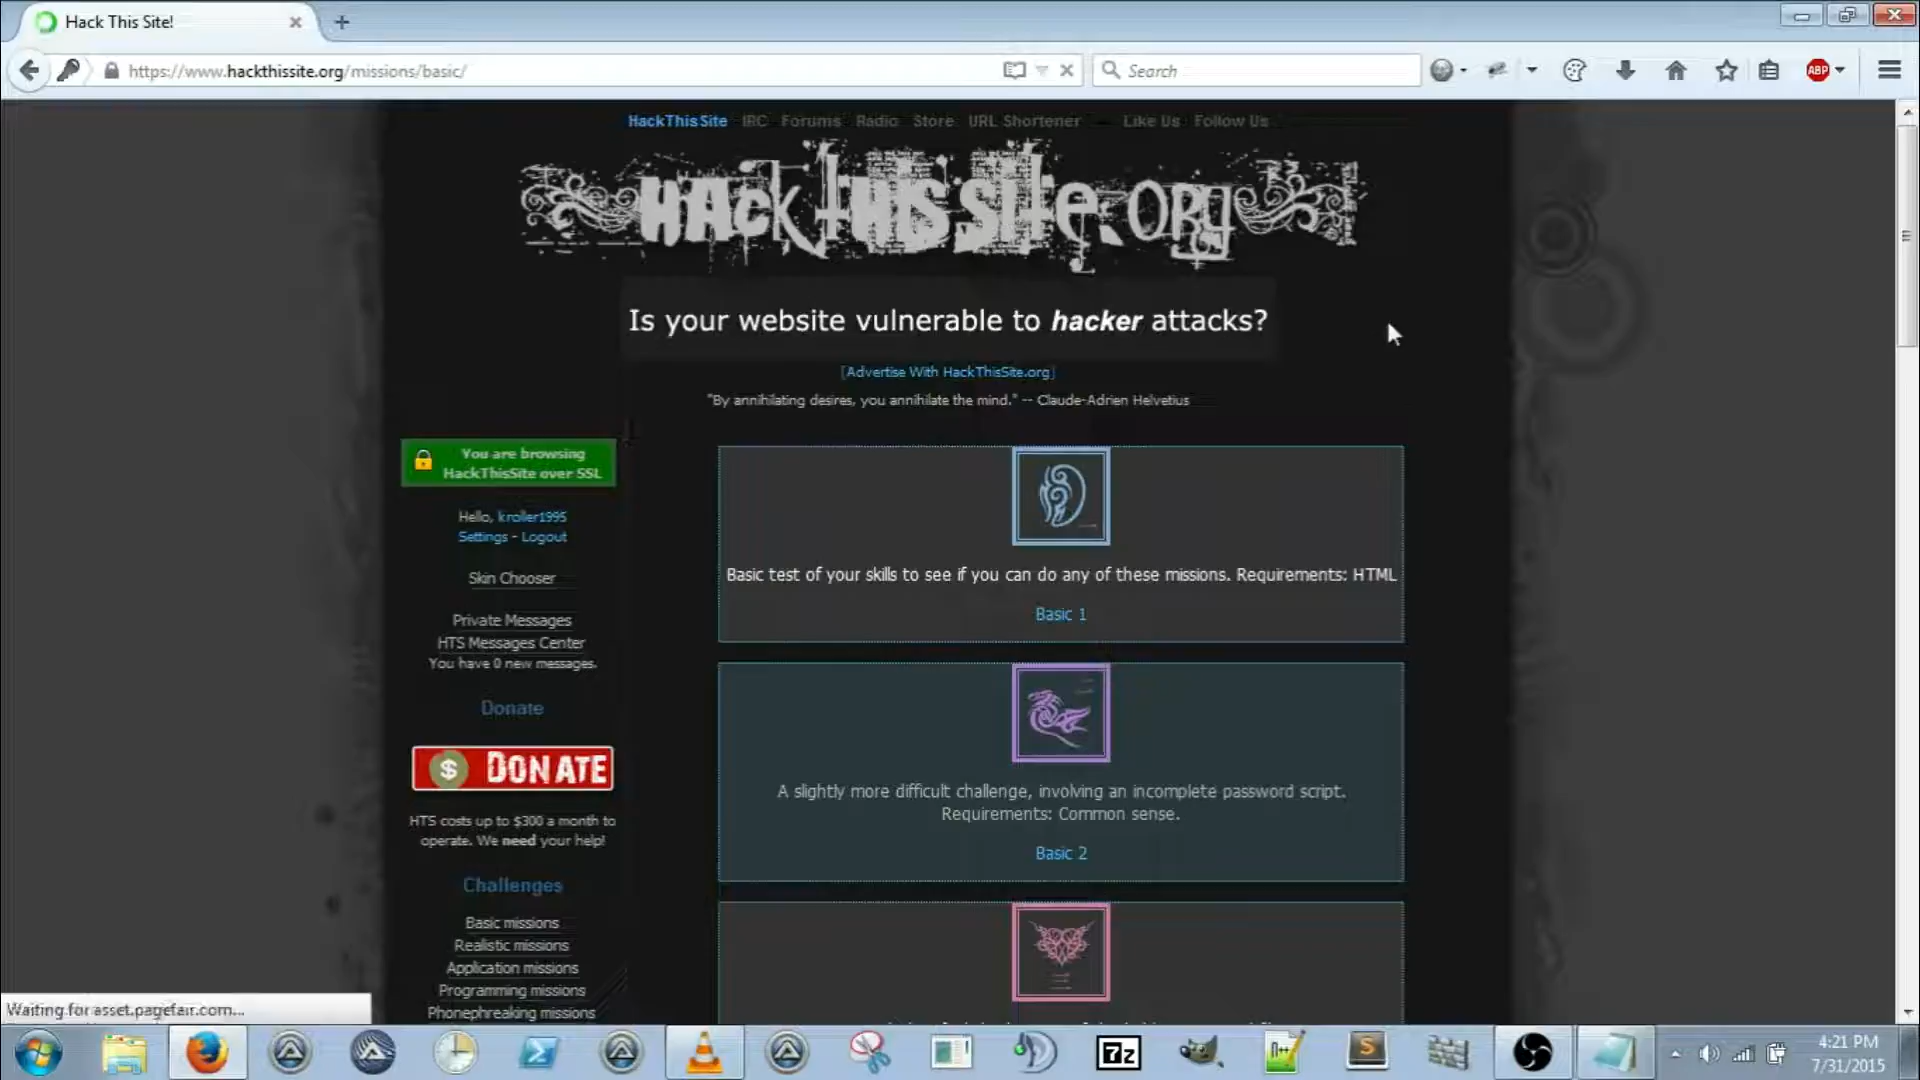 Hack This Site!
https://www.hackthissite.org/missions/basic/
Search
ABP
HackThisSite IRC Forums Radio Store URL Shortener Like Us Follow Us
HACK THIS SITE.ORG
Is your website vulnerable to hacker attacks?
[Advertise With HackThisSite.org]
"By annihilating desires, you annihilate the mind." -- Claude-Adrien Helvetius
You are browsing
HackThisSite over SSL
Hello, kroller1995
Settings - Logout
Skin Chooser
Private Messages
HTS Messages Center
You have 0 new messages.
Donate
$ DONATE
HTS costs up to $300 a month to
operate. We need your help!
Challenges
Basic missions
Realistic missions
Application missions
Programming missions
Phonephreaking missions
Basic test of your skills to see if you can do any of these missions. Requirements: HTML
Basic 1
A slightly more difficult challenge, involving an incomplete password script.
Requirements: Common sense.
Basic 2
Waiting for asset.pagefair.com...
7z
S
4:21 PM
7/31/2015